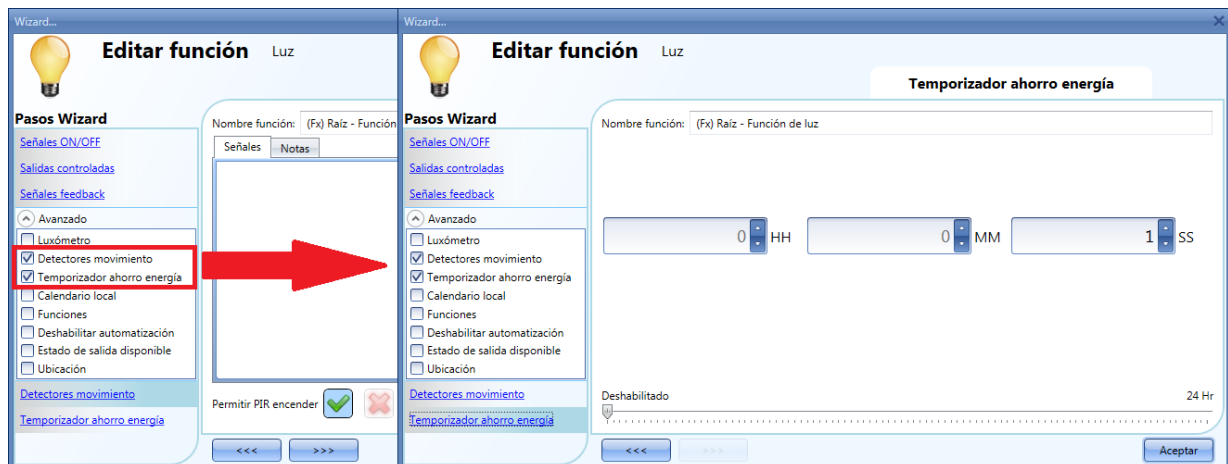 Wizard...
Editar función Luz
Pasos Wizard
Señales ON/OFF
Salidas controladas
Señales feedback
Avanzado
Luxómetro
Detectores movimiento
Temporizador ahorro energía
Calendario local
Funciones
Deshabilitar automatización
Estado de salida disponible
Ubicación
Detectores movimiento
Temporizador ahorro energía
Nombre función: (Fx) Raíz - Función
Señales Notas
Permitir PIR encender
<<< >>>
Wizard...
Editar función Luz
Temporizador ahorro energía
Pasos Wizard
Señales ON/OFF
Salidas controladas
Señales feedback
Avanzado
Luxómetro
Detectores movimiento
Temporizador ahorro energía
Calendario local
Funciones
Deshabilitar automatización
Estado de salida disponible
Ubicación
Detectores movimiento
Temporizador ahorro energía
Nombre función: (Fx) Raíz - Función de luz
0 HH 0 MM 1 SS
Deshabilitado 24 Hr
<<< >>> Aceptar